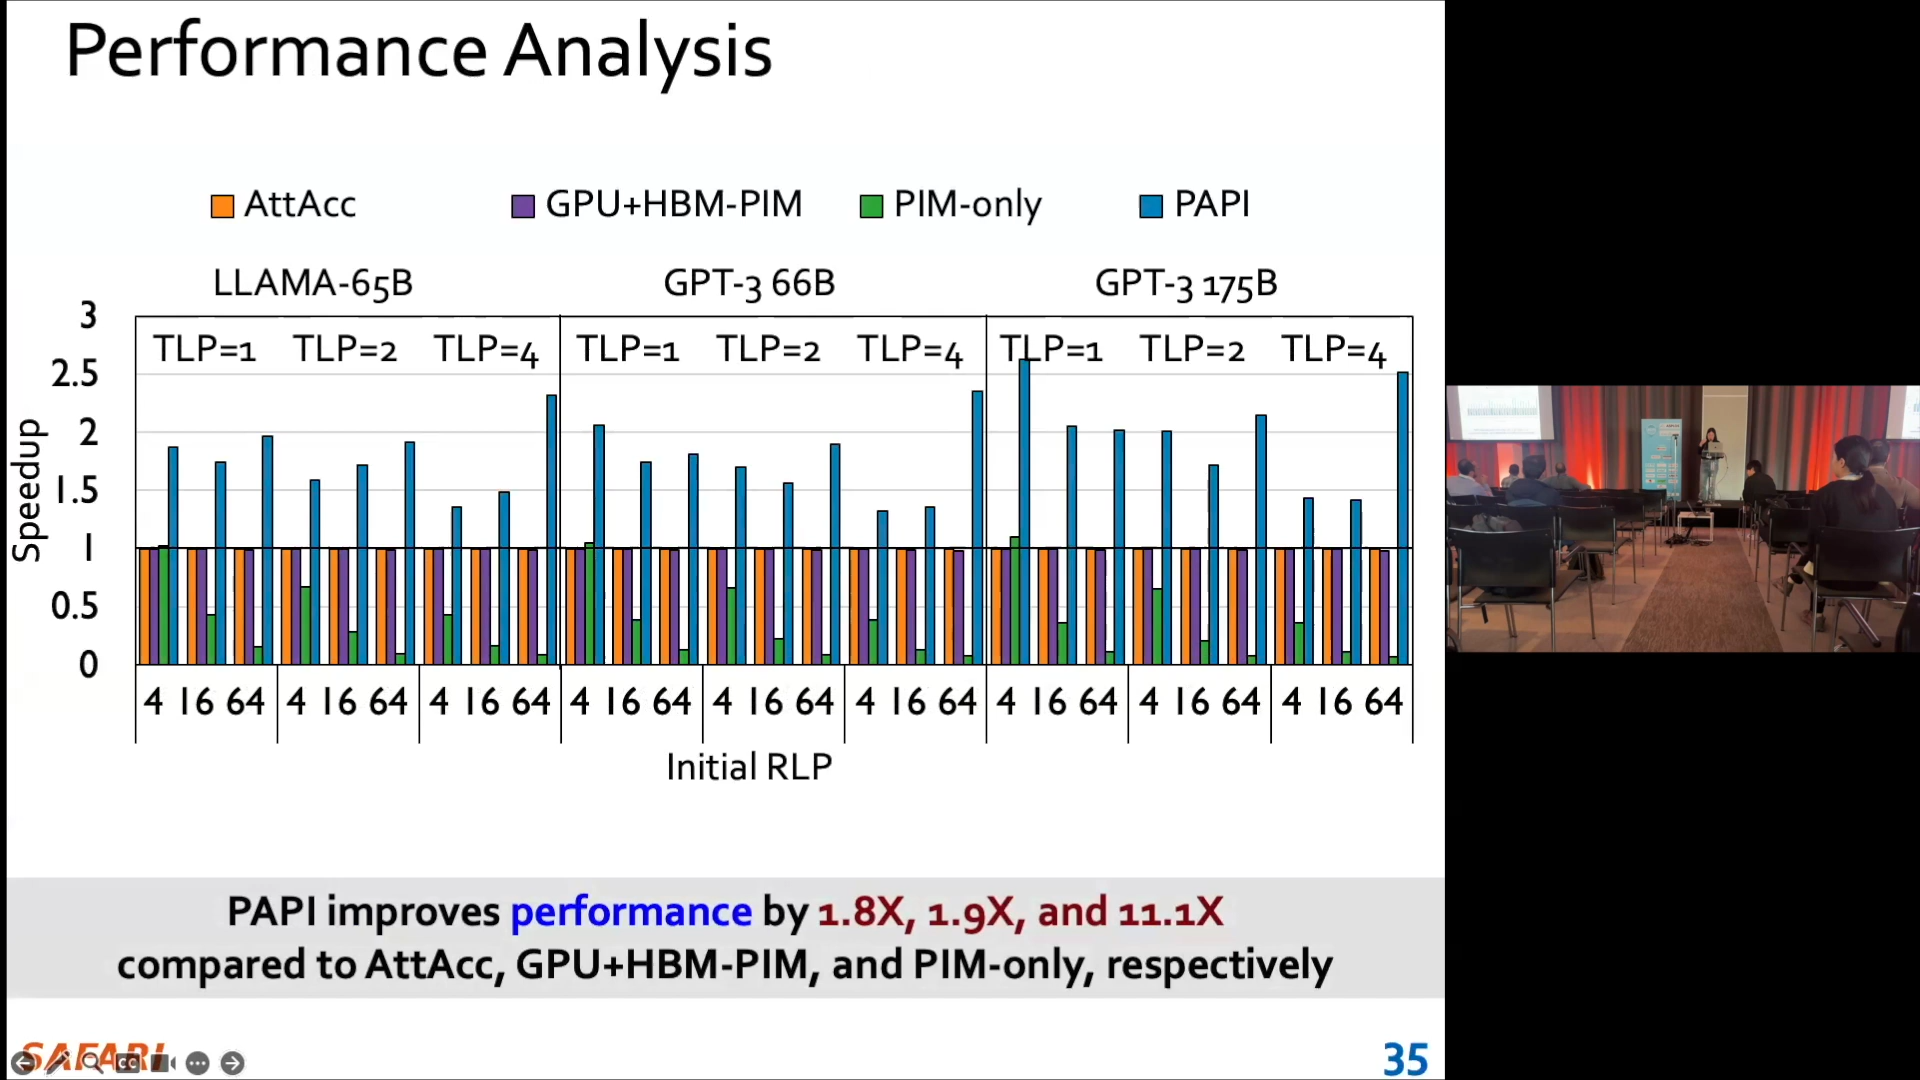 Performance Analysis
AttAcc GPU+HBM-PIM PIM-only PAPI
LLAMA-65B GPT-3 66B GPT-3 175B
TLP=1 TLP=2 TLP=4 TLP=1 TLP=2 TLP=4 TLP=1 TLP=2 TLP=4
3
2.5
2
1.5
1
0.5
0
Speedup
4 16 64 4 16 64 4 16 64 4 16 64 4 16 64 4 16 64 4 16 64 4 16 64 4 16 64
Initial RLP
PAPI improves performance by 1.8X, 1.9X, and 11.1X
compared to AttAcc, GPU+HBM-PIM, and PIM-only, respectively
SAFARI
CC
35